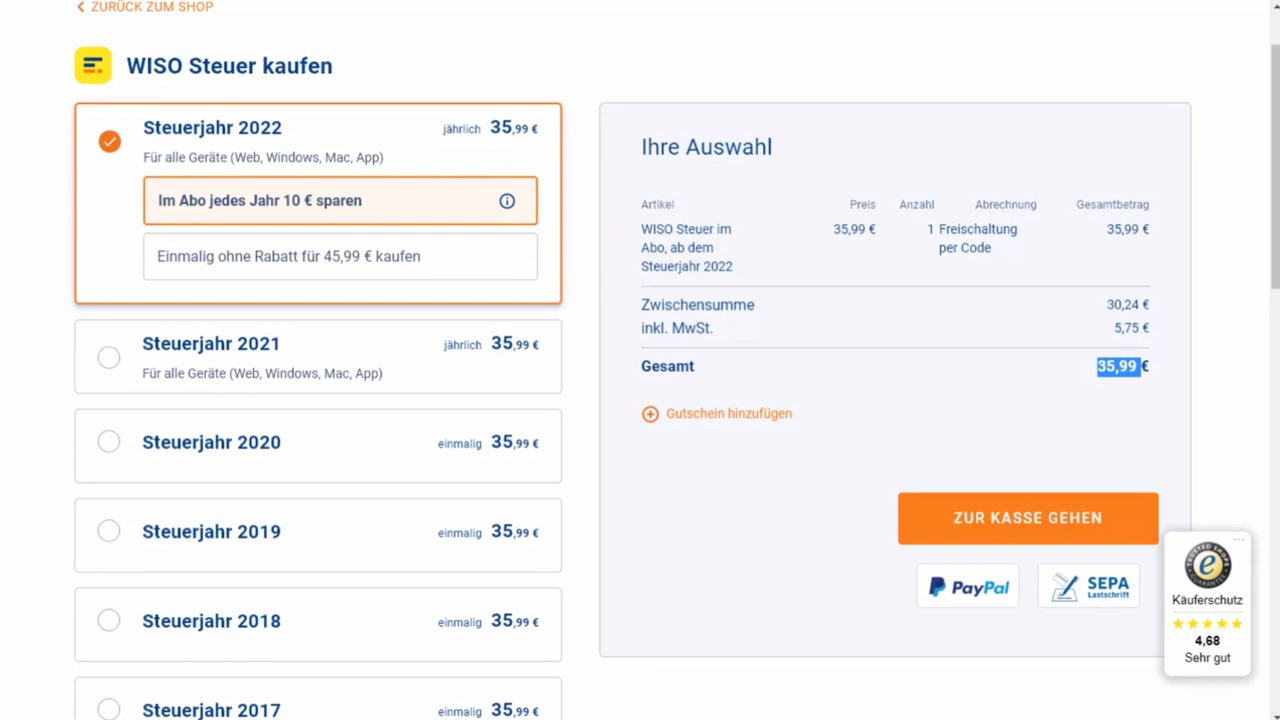 ZURÜCK ZUM SHOP
WISO Steuer kaufen
Steuerjahr 2022 jährlich 35,99 €
Für alle Geräte (Web, Windows, Mac, App)
Im Abo jedes Jahr 10 € sparen
Einmalig ohne Rabatt für 45,99 € kaufen
Steuerjahr 2021 jährlich 35,99 €
Für alle Geräte (Web, Windows, Mac, App)
Steuerjahr 2020 einmalig 35,99 €
Steuerjahr 2019 einmalig 35,99 €
Steuerjahr 2018 einmalig 35,99 €
Steuerjahr 2017 einmalig 35,99 €
Ihre Auswahl
Artikel Preis Anzahl Abrechnung Gesamtbetrag
WISO Steuer im 35,99 € 1 Freischaltung 35,99 €
Abo, ab dem per Code
Steuerjahr 2022
Zwischensumme 30,24 €
inkl. MwSt. 5,75 €
Gesamt 35,99 €
Gutschein hinzufügen
ZUR KASSE GEHEN
PayPal
SEPA
Lastschrift
TRUSTED SHOPS
e
GUARANTEE
Käuferschutz
4,68
Sehr gut